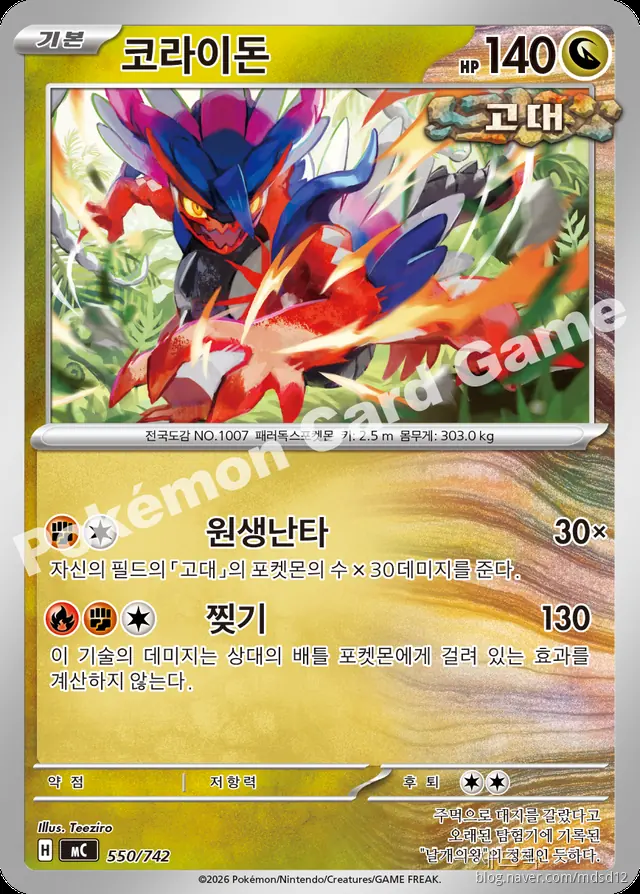 기본
코라이돈
HP 140
고대
전국도감 NO.1007 패러독스포켓몬 키: 2.5 m 몸무게: 303.0 kg
Pokémon Card Game
원생난타 30×
자신의 필드의 「고대」의 포켓몬의 수×30데미지를 준다.
찢기 130
이 기술의 데미지는 상대의 배틀 포켓몬에게 걸려 있는 효과를
계산하지 않는다.
약점 저항력 후퇴
주먹으로 대지를 갈랐다고
오래된 탐험기에 기록된
"날개의왕"의 정체인 듯하다.
Illus. Teeziro
H MC 550/742
blog.naver.com/mdsd12
©2026 Pokémon/Nintendo/Creatures/GAME FREAK.